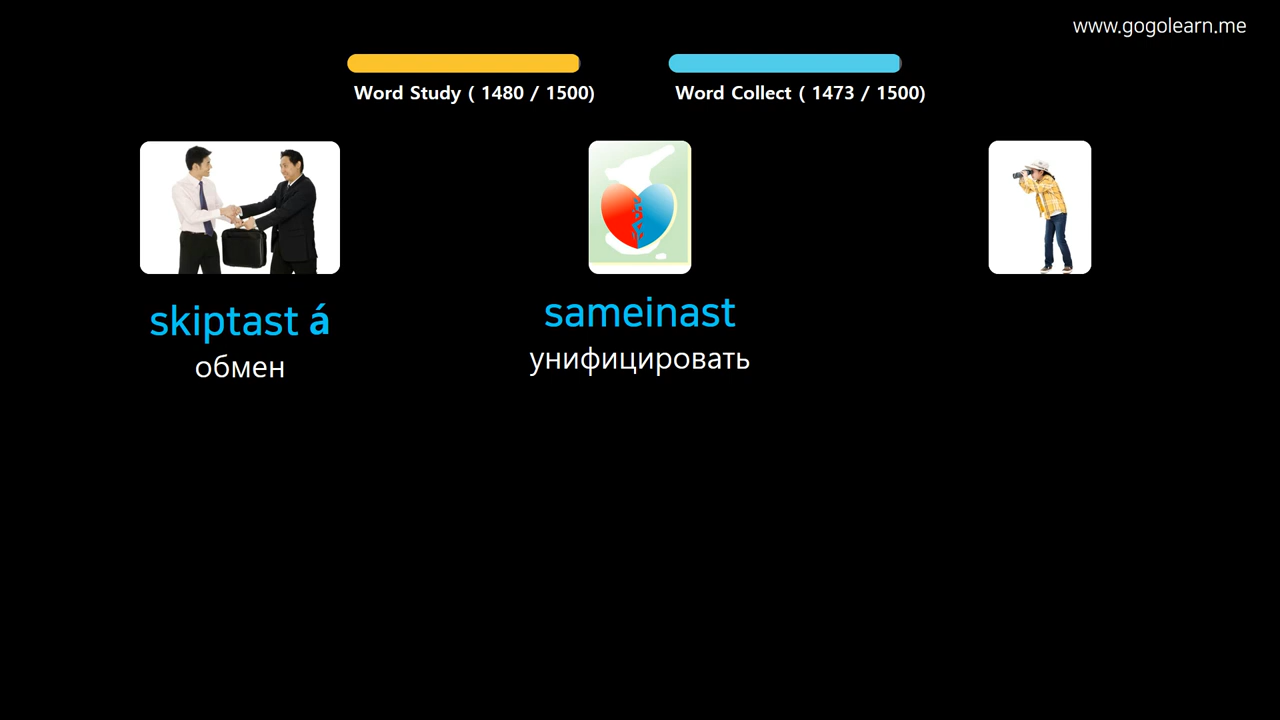 www.gogolearn.me
Word Study ( 1480 / 1500)
Word Collect ( 1473 / 1500)
skiptast á
обмен
sameinast
унифицировать